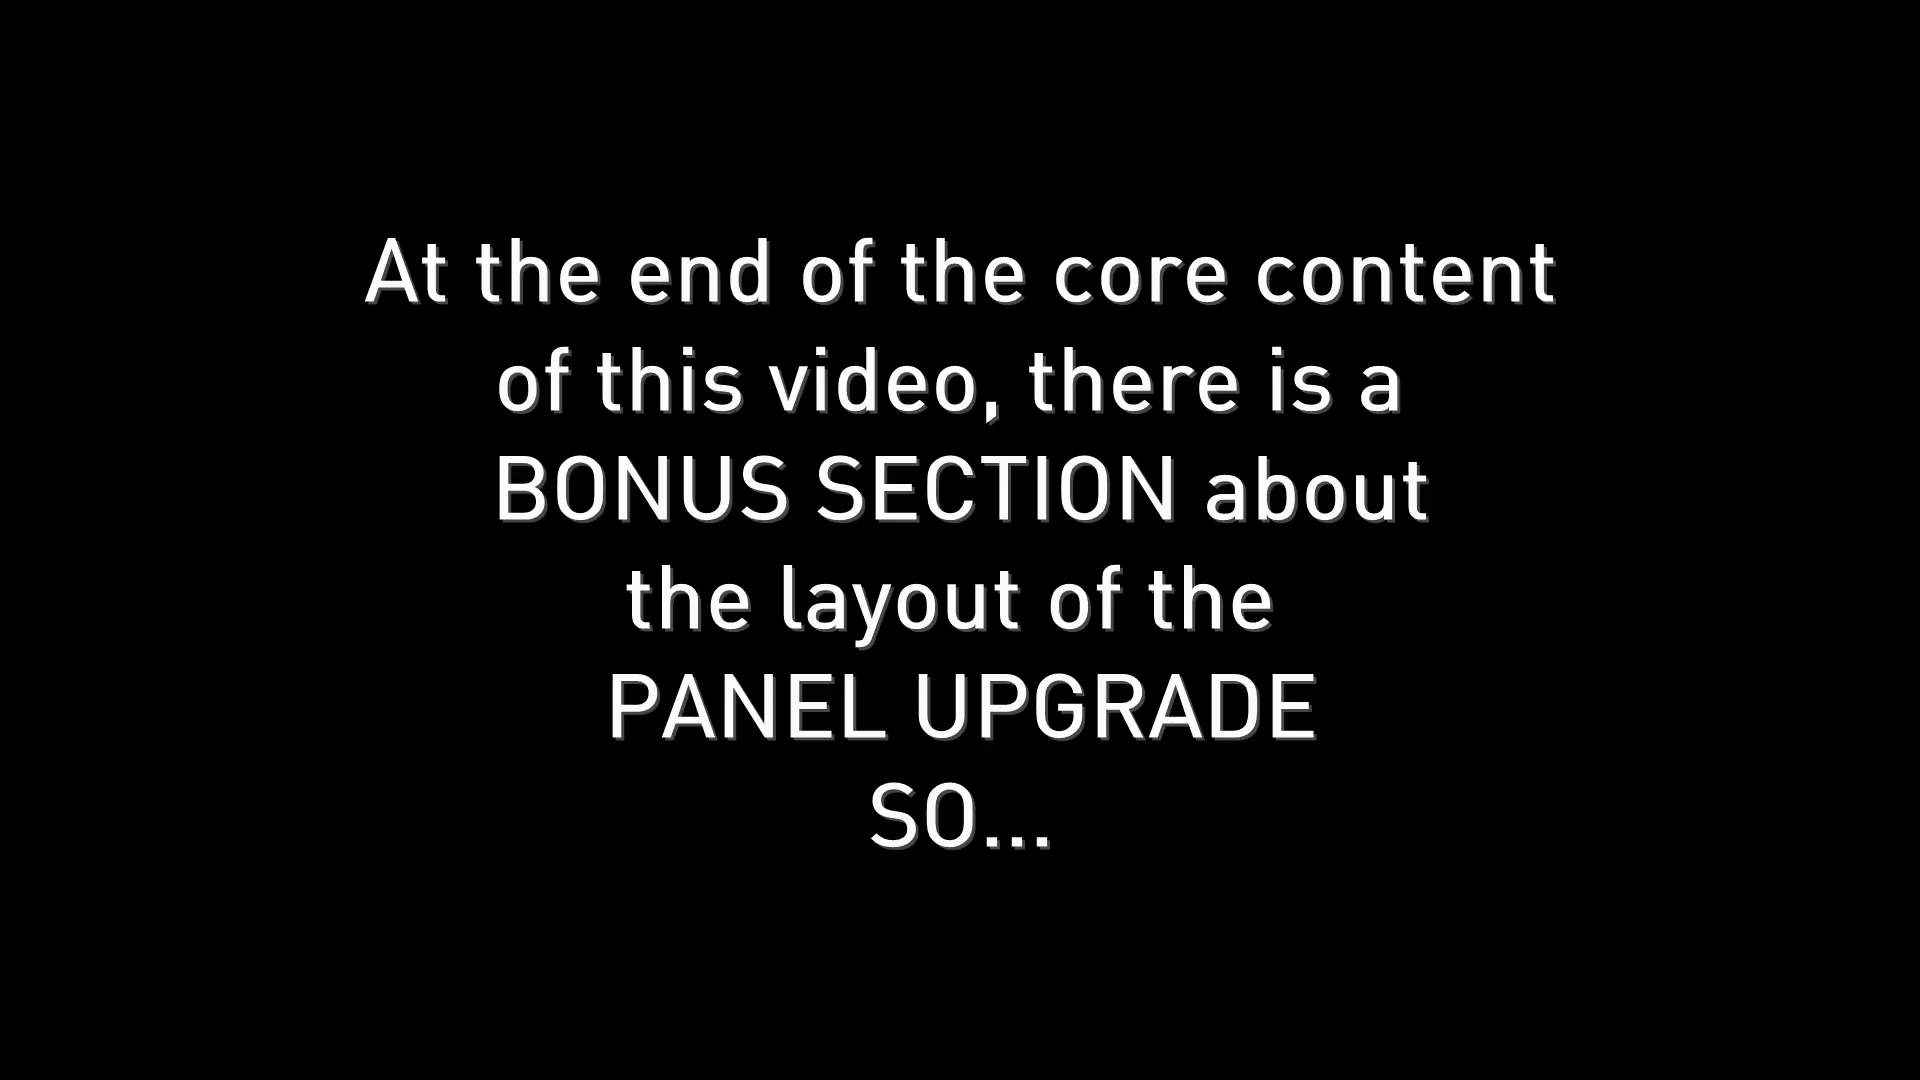 At the end of the core content
of this video, there is a
BONUS SECTION about
the layout of the
PANEL UPGRADE
SO...